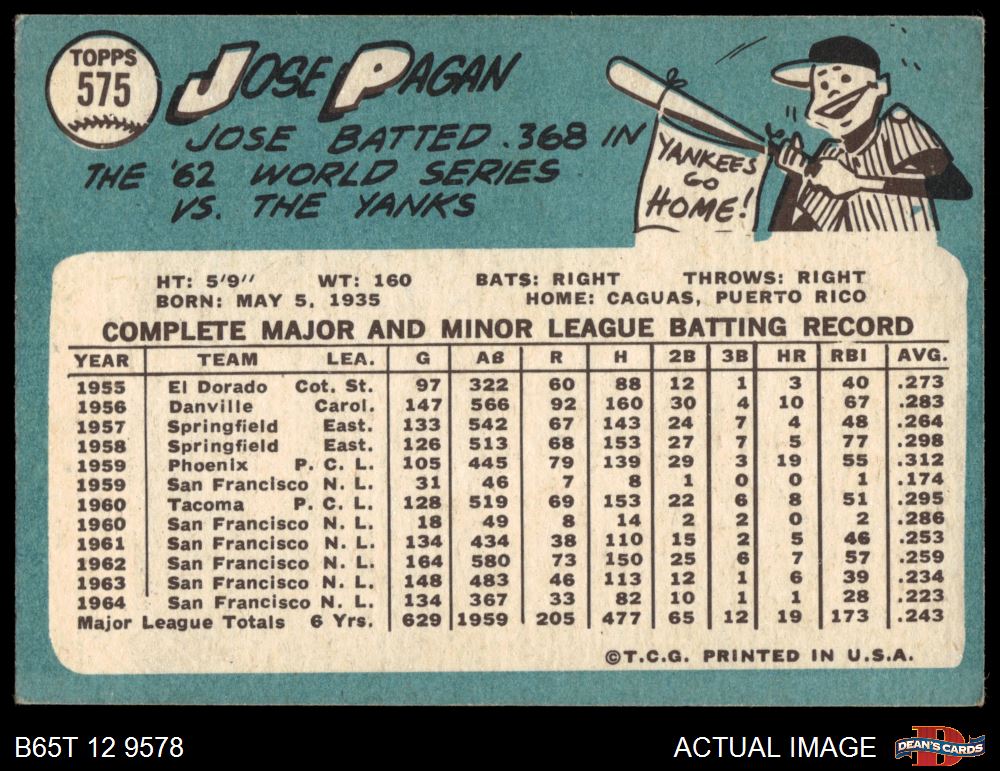 TOPPS
575
JOSE PAGAN
JOSE BATTED .368 IN
THE '62 WORLD SERIES
VS. THE YANKS
YANKEES
GO
HOME!
HT: 5'9" WT: 160 BATS: RIGHT THROWS: RIGHT
BORN: MAY 5, 1935 HOME: CAGUAS, PUERTO RICO
COMPLETE MAJOR AND MINOR LEAGUE BATTING RECORD
YEAR TEAM LEA. G AB R H 2B 3B HR RBI AVG.
1955 El Dorado Cot. St. 97 322 60 88 12 1 3 40 .273
1956 Danville Carol. 147 566 92 160 30 4 10 67 .283
1957 Springfield East. 133 542 67 143 24 7 4 48 .264
1958 Springfield East. 126 513 68 153 27 7 5 77 .298
1959 Phoenix P. C. L. 105 445 79 139 29 3 19 55 .312
1959 San Francisco N. L. 31 46 7 8 1 0 0 1 .174
1960 Tacoma P. C. L. 128 519 69 153 22 6 8 51 .295
1960 San Francisco N. L. 18 49 8 14 2 2 0 2 .286
1961 San Francisco N. L. 134 434 38 110 15 2 5 46 .253
1962 San Francisco N. L. 164 580 73 150 25 6 7 57 .259
1963 San Francisco N. L. 148 483 46 113 12 1 6 39 .234
1964 San Francisco N. L. 134 367 33 82 10 1 1 28 .223
Major League Totals 6 Yrs. 629 1959 205 477 65 12 19 173 .243
©T.C.G. PRINTED IN U.S.A.
B65T 12 9578 ACTUAL IMAGE DEAN'S CARDS